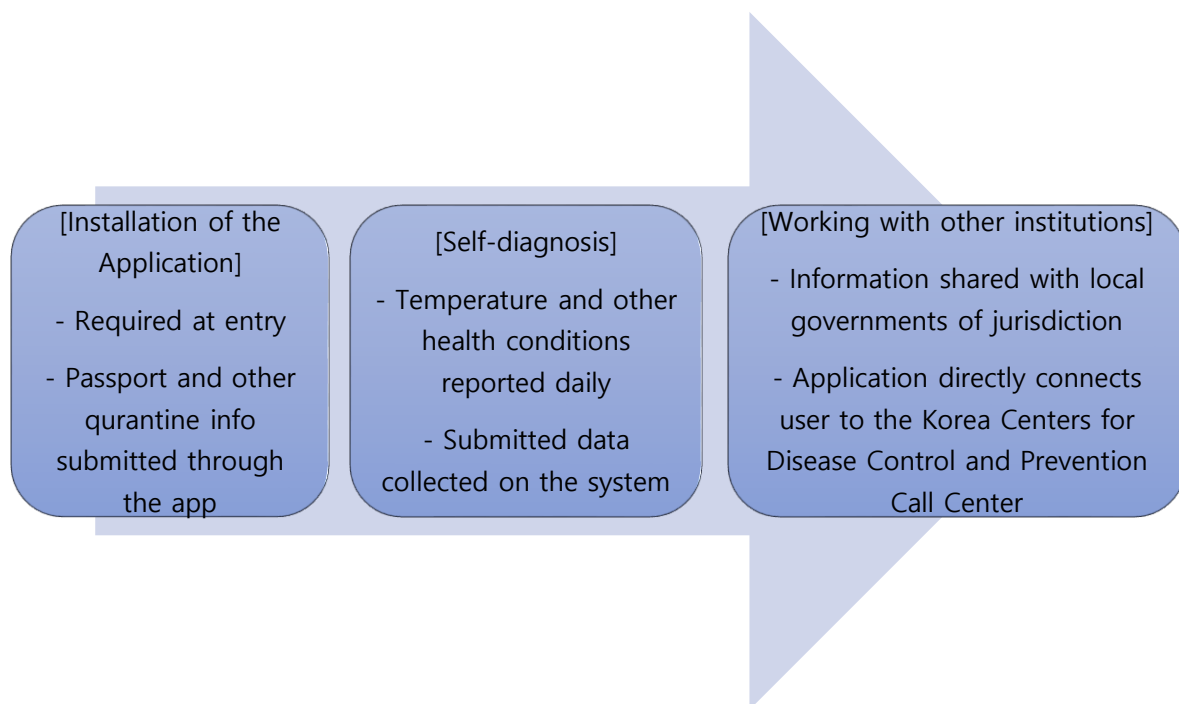 [Installation of the
Application]
- Required at entry
- Passport and other
qurantine info
submitted through
the app
[Self-diagnosis]
- Temperature and other
health conditions
reported daily
- Submitted data
collected on the system
[Working with other institutions]
- Information shared with local
governments of jurisdiction
- Application directly connects
user to the Korea Centers for
Disease Control and Prevention
Call Center